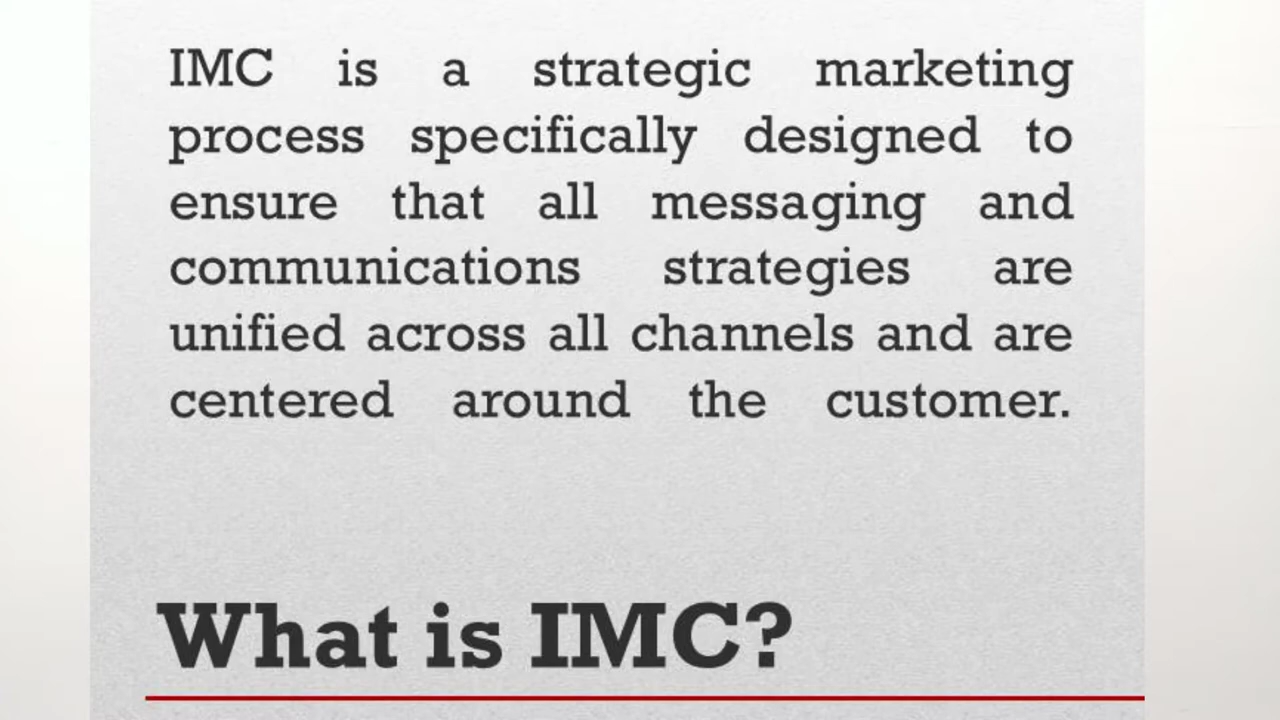 IMC is a strategic marketing
process specifically designed to
ensure that all messaging and
communications strategies are
unified across all channels and are
centered around the customer.
What is IMC?